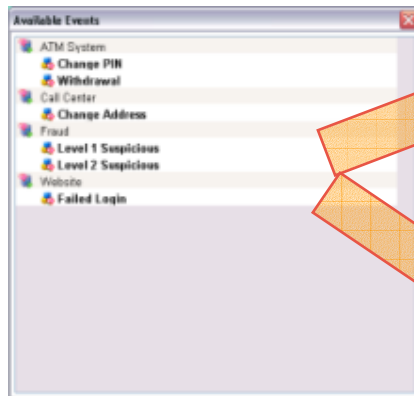 Available Events
ATM System
Change PIN
Withdrawal
Call Center
Change Address
Fraud
Level 1 Suspicious
Level 2 Suspicious
Website
Failed Login